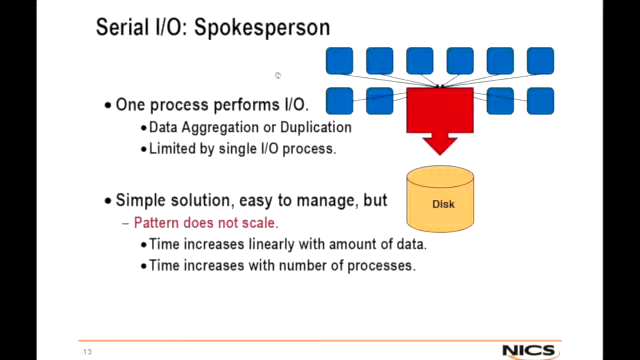 Serial I/O: Spokesperson
• One process performs I/O.
• Data Aggregation or Duplication
• Limited by single I/O process.
• Simple solution, easy to manage, but
– Pattern does not scale.
• Time increases linearly with amount of data.
• Time increases with number of processes.
Disk
13
NICS